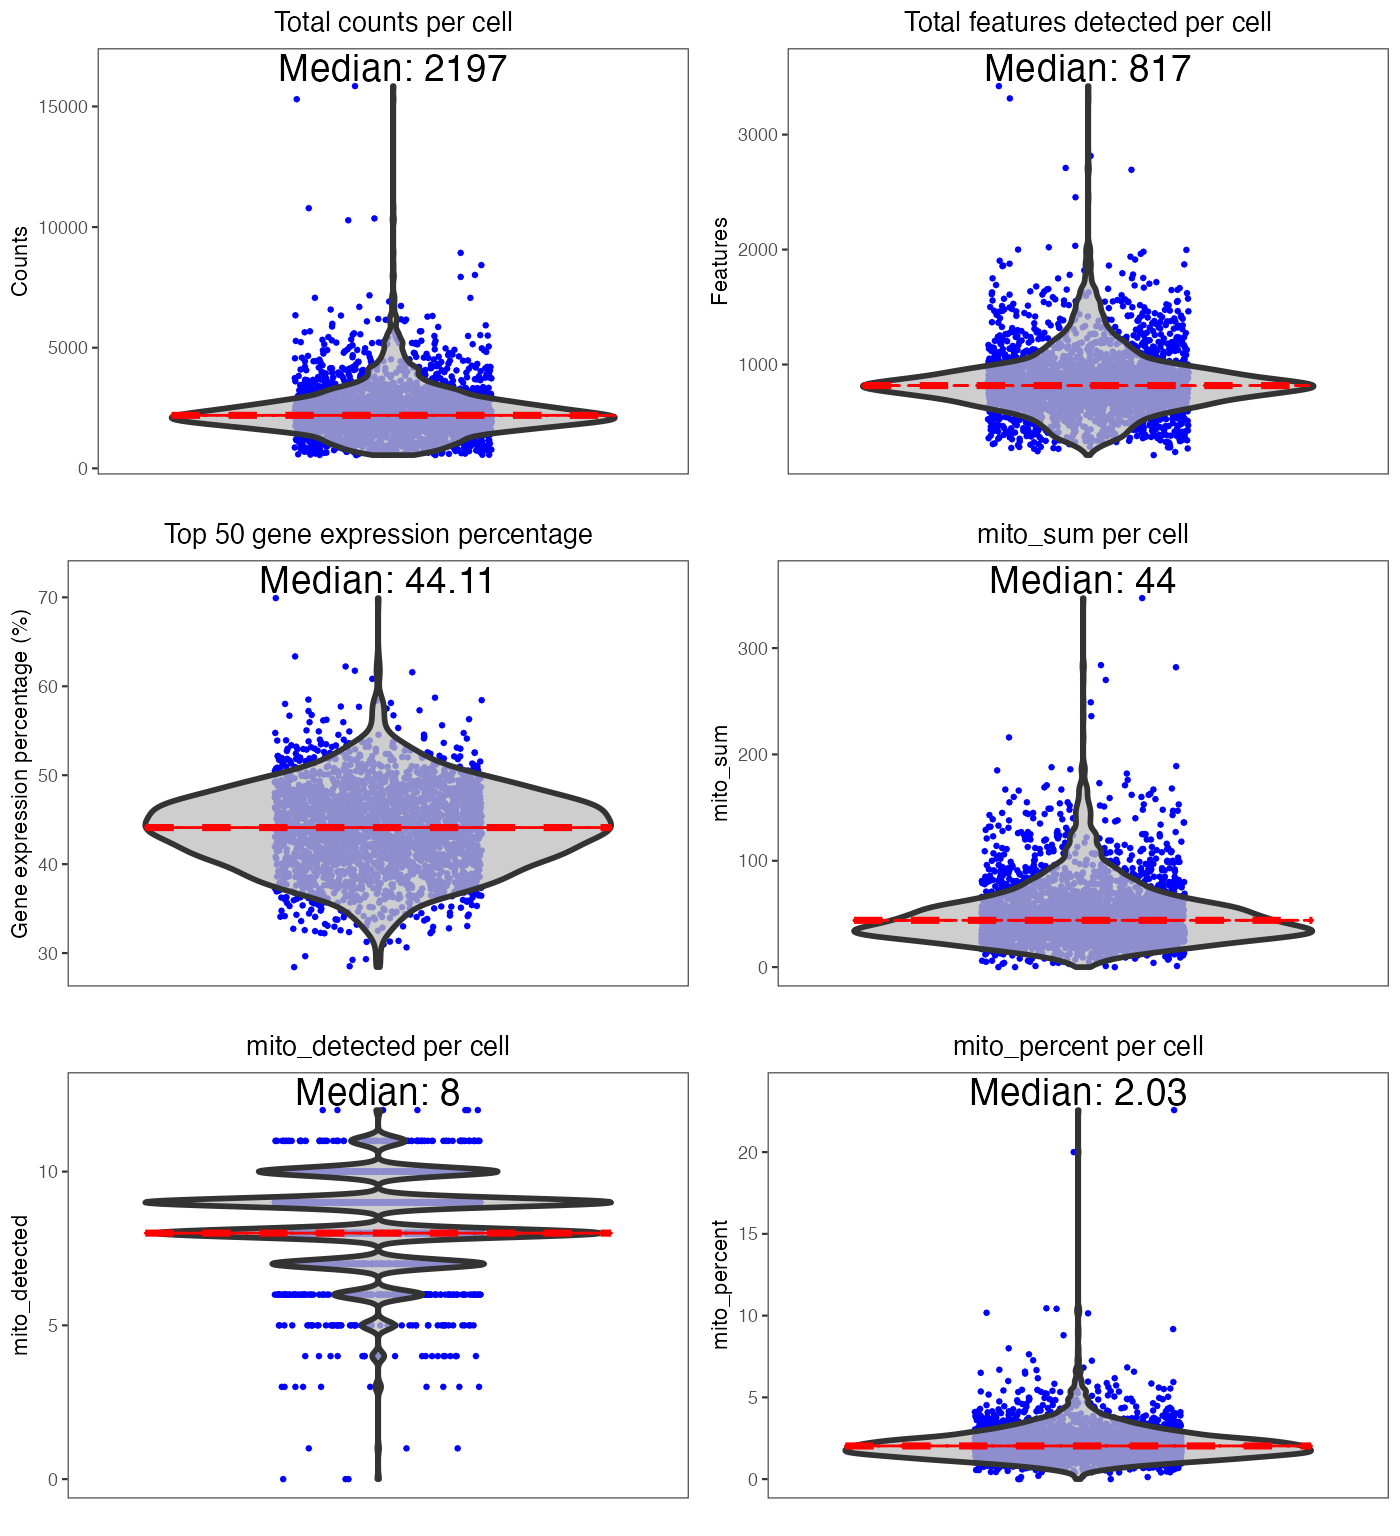 Total counts per cell
Median: 2197
Counts
15000
10000
5000
0
Total features detected per cell
Median: 817
Features
3000
2000
1000
Top 50 gene expression percentage
Median: 44.11
Gene expression percentage (%)
70
60
50
40
30
mito_sum per cell
Median: 44
mito_sum
300
200
100
0
mito_detected per cell
Median: 8
mito_detected
10
5
0
mito_percent per cell
Median: 2.03
mito_percent
20
15
10
5
0